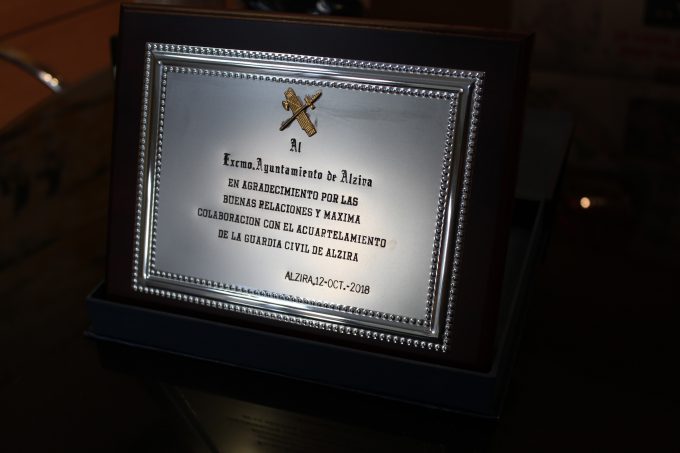 Al
Excmo.Ayuntamiento de Alzira
EN AGRADECIMIENTO POR LAS
BUENAS RELACIONES Y MAXIMA
COLABORACION CON EL ACUARTELAMIENTO
DE LA GUARDIA CIVIL DE ALZIRA
ALZIRA,12-OCT.-2018